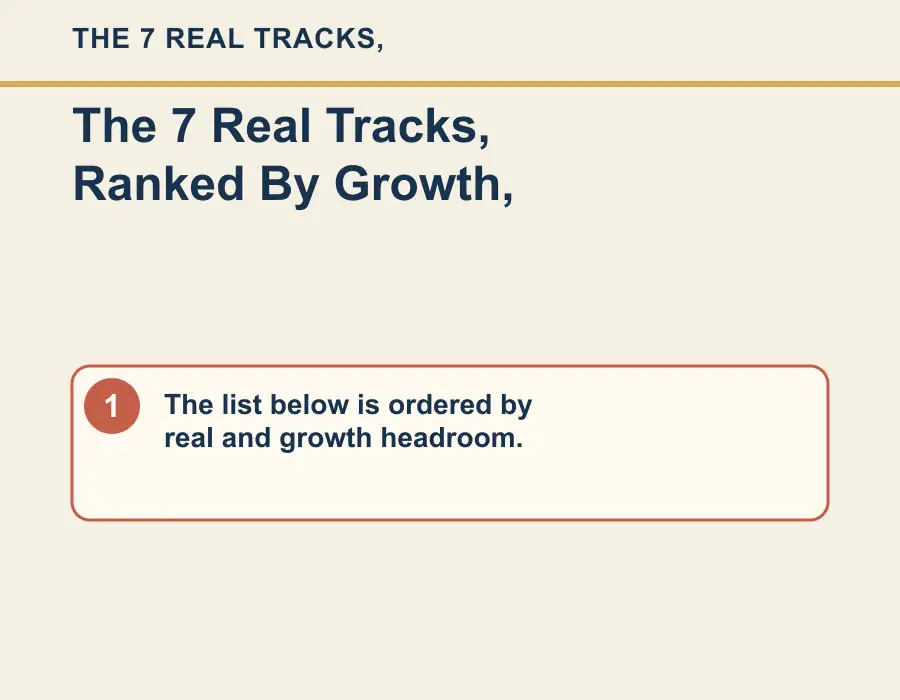 THE 7 REAL TRACKS,
The 7 Real Tracks,
Ranked By Growth,
1
The list below is ordered by
real and growth headroom.